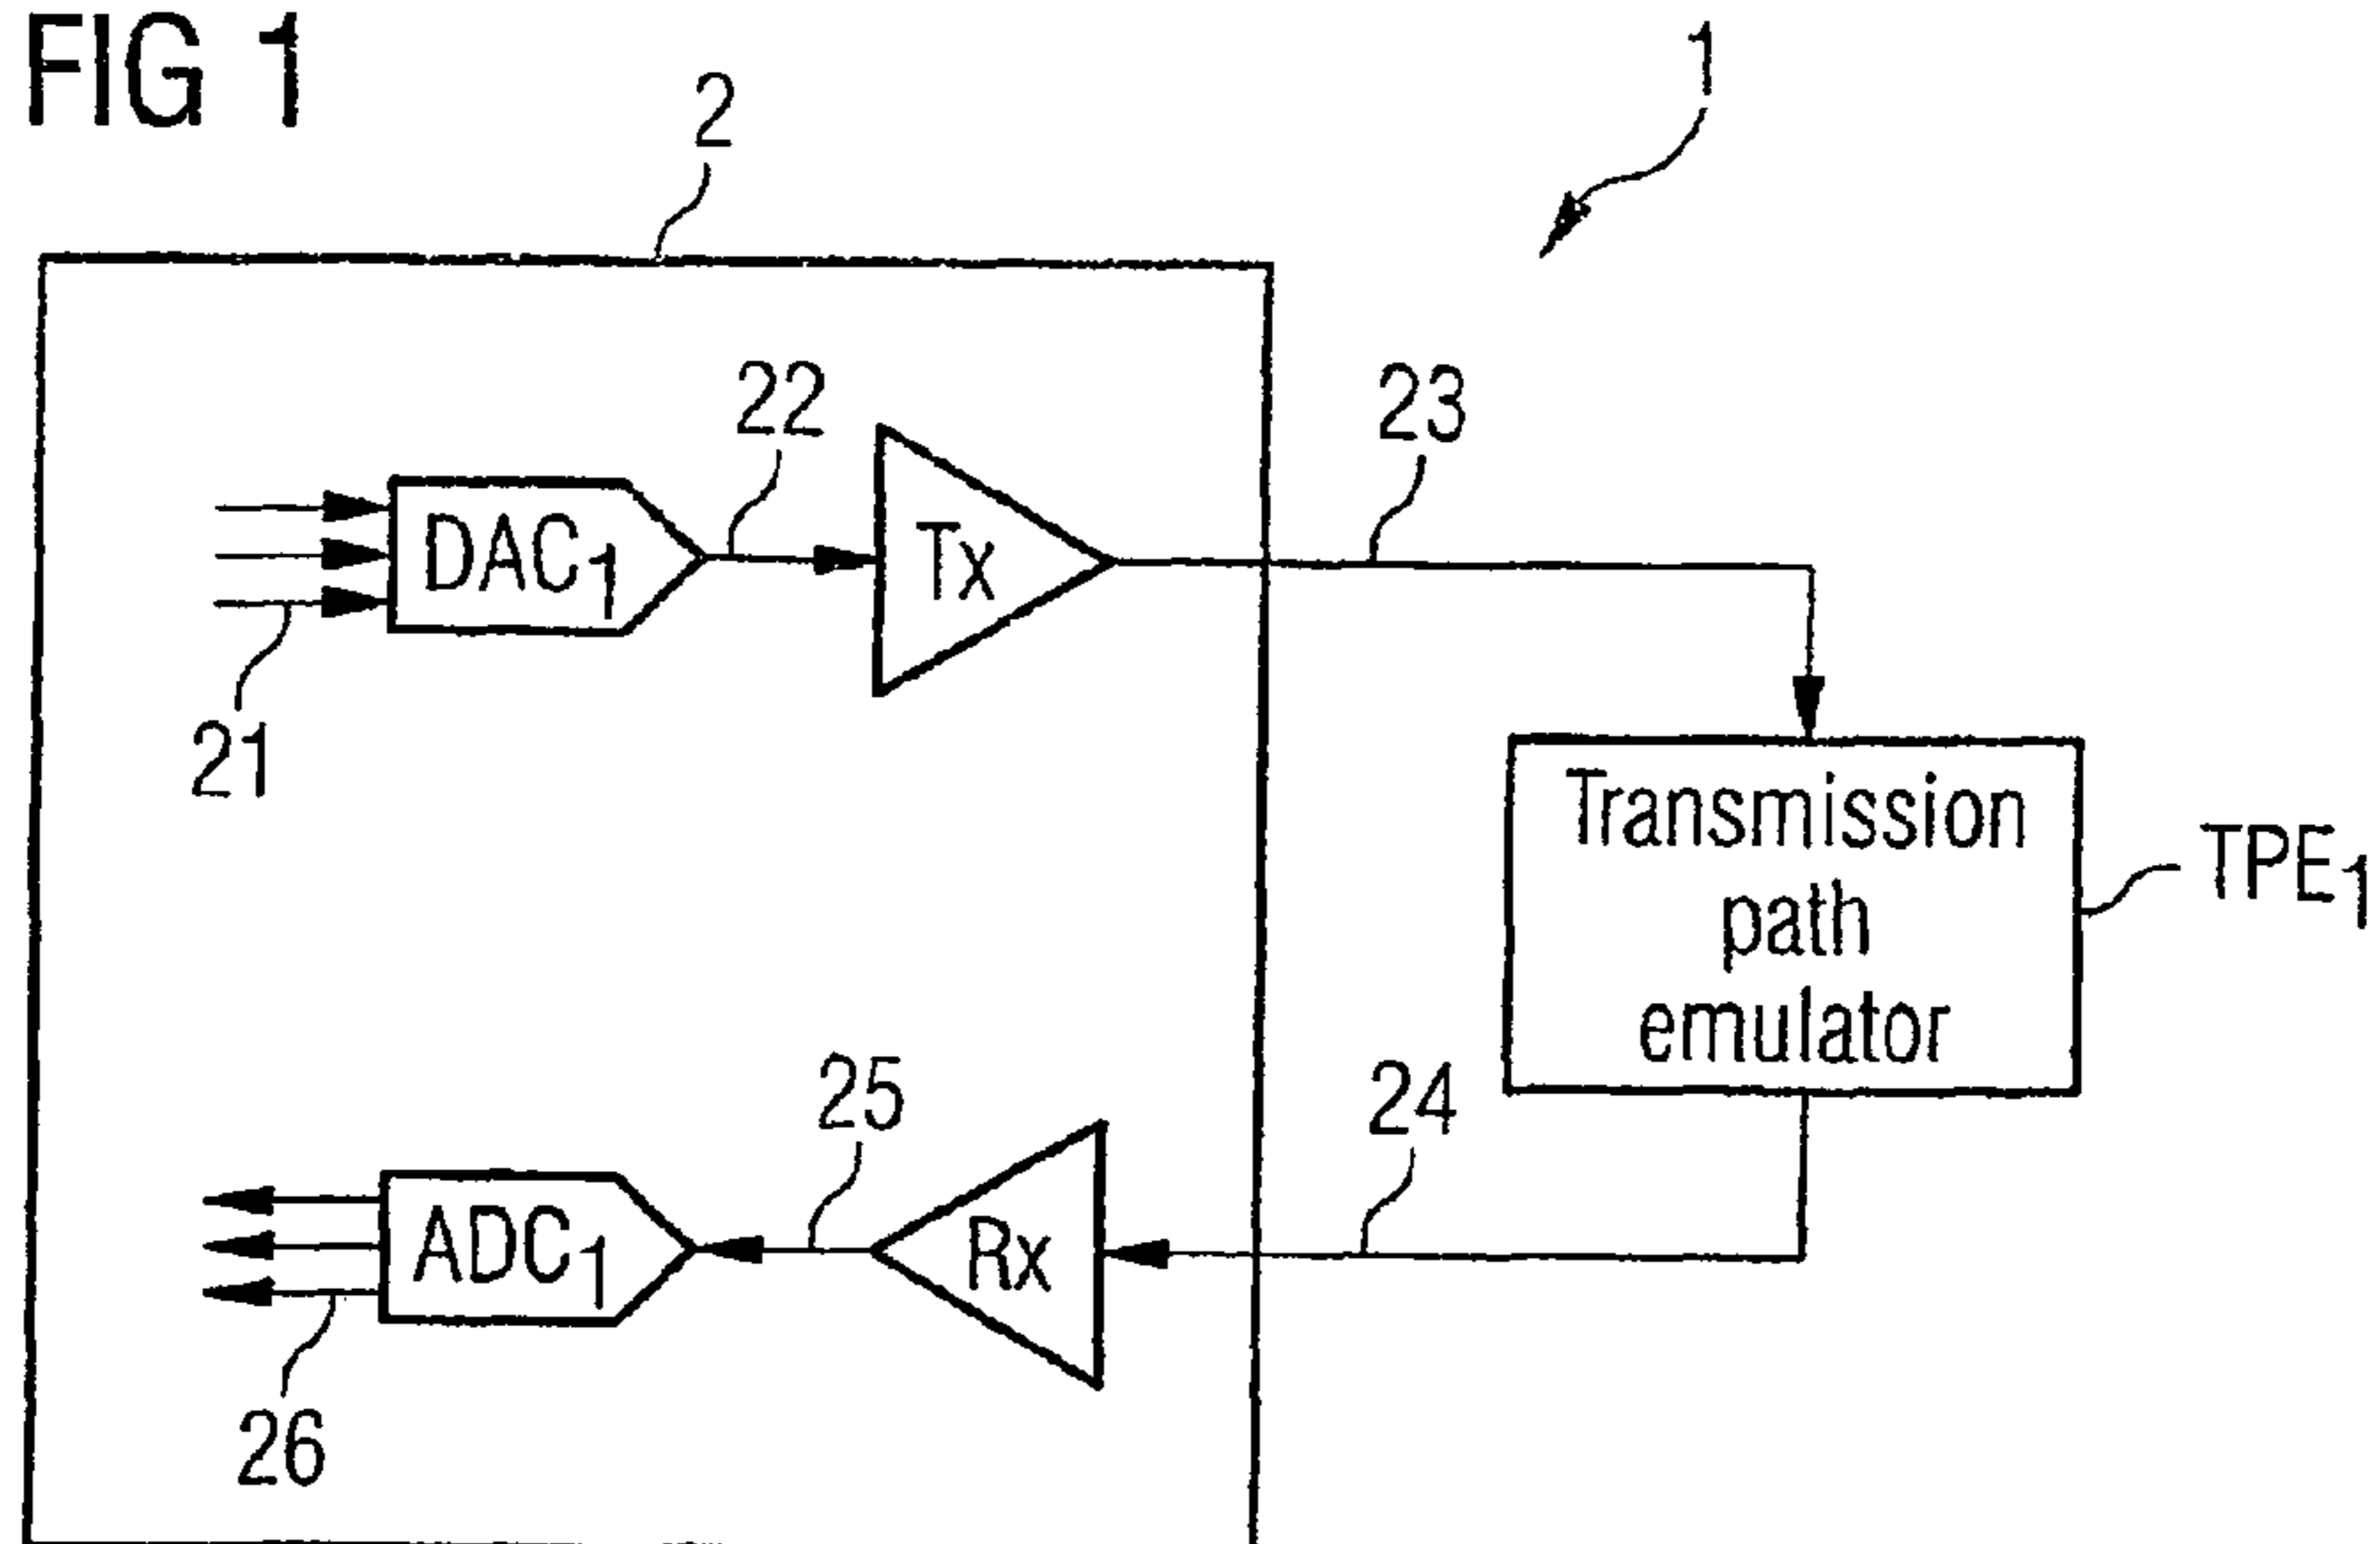 FIG 1
1
2
22
23
DAC1
Tx
21
Transmission
path
emulator
TPE1
25
24
ADC1
Rx
26